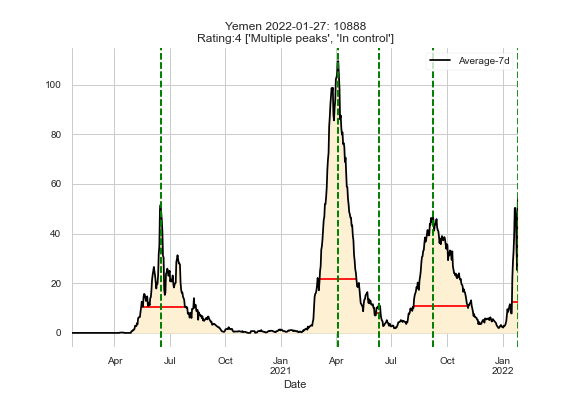 Yemen 2022-01-27: 10888
Rating:4 ['Multiple peaks', 'In control']
Average-7d
100
80
60
40
20
0
Apr Jul Oct Jan Apr Jul Oct Jan
2021 2022
Date